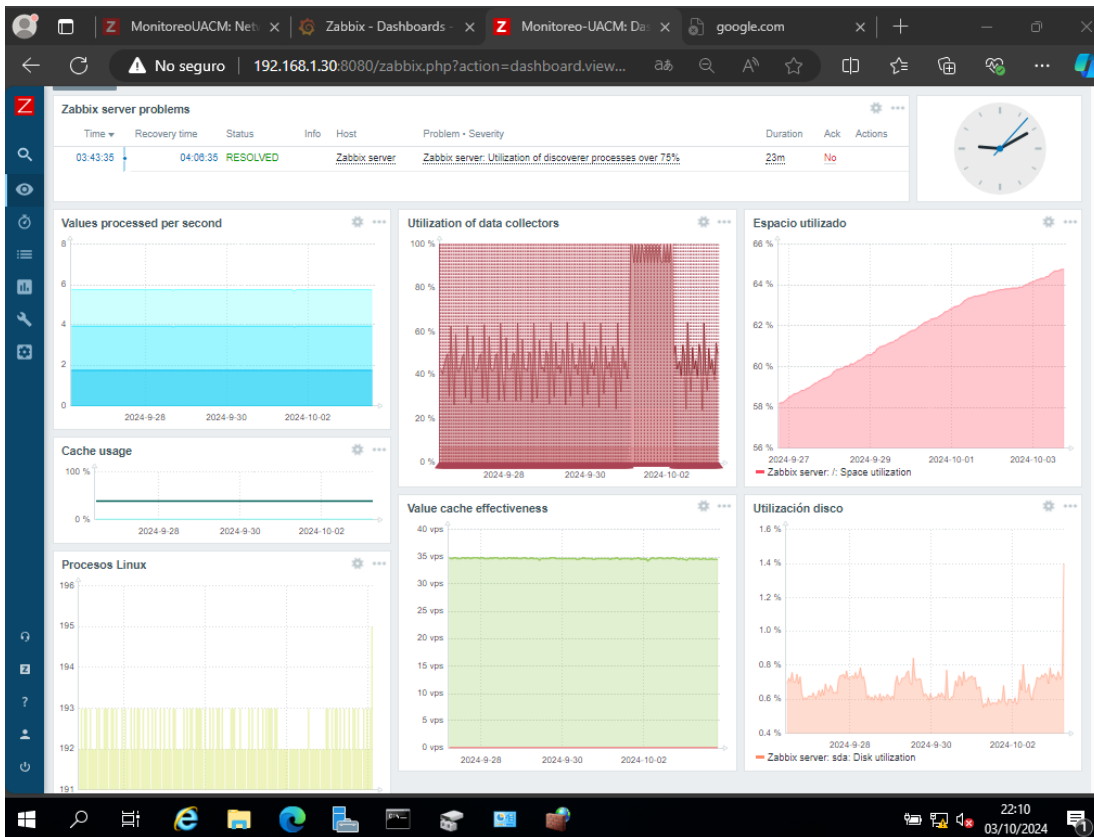 MonitoreoUACM: Net
Zabbix - Dashboards -
Monitoreo-UACM: Das
google.com
No seguro
192.168.1.30:8080/zabbix.php?action=dashboard.view...
Zabbix server problems
Time Recovery time Status Info Host Problem • Severity Duration Ack Actions
03:43:35 04:06:35 RESOLVED Zabbix server Zabbix server: Utilization of discoverer processes over 75% 23m No
Values processed per second
8
6
4
2
0
2024-9-28 2024-9-30 2024-10-02
Cache usage
100 %
0 %
2024-9-28 2024-9-30 2024-10-02
Procesos Linux
196
195
194
193
192
191
Utilization of data collectors
100 %
80 %
60 %
40 %
20 %
0 %
2024-9-28 2024-9-30 2024-10-02
Value cache effectiveness
40 vps
35 vps
30 vps
25 vps
20 vps
15 vps
10 vps
5 vps
0 vps
2024-9-28 2024-9-30 2024-10-02
Espacio utilizado
66 %
64 %
62 %
60 %
58 %
56 %
2024-9-27 2024-9-29 2024-10-01 2024-10-03
Zabbix server: /: Space utilization
Utilización disco
1.6 %
1.4 %
1.2 %
1.0 %
0.8 %
0.6 %
0.4 %
2024-9-28 2024-9-30 2024-10-02
Zabbix server: sda: Disk utilization
22:10
03/10/2024
1